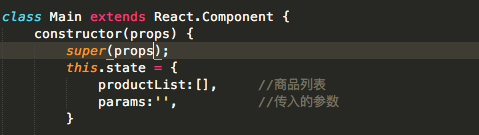 class Main extends React.Component {
    constructor(props) {
        super(props);
        this.state = {
            productList:[],     //商品列表
            params:'',          //传入的参数
        }